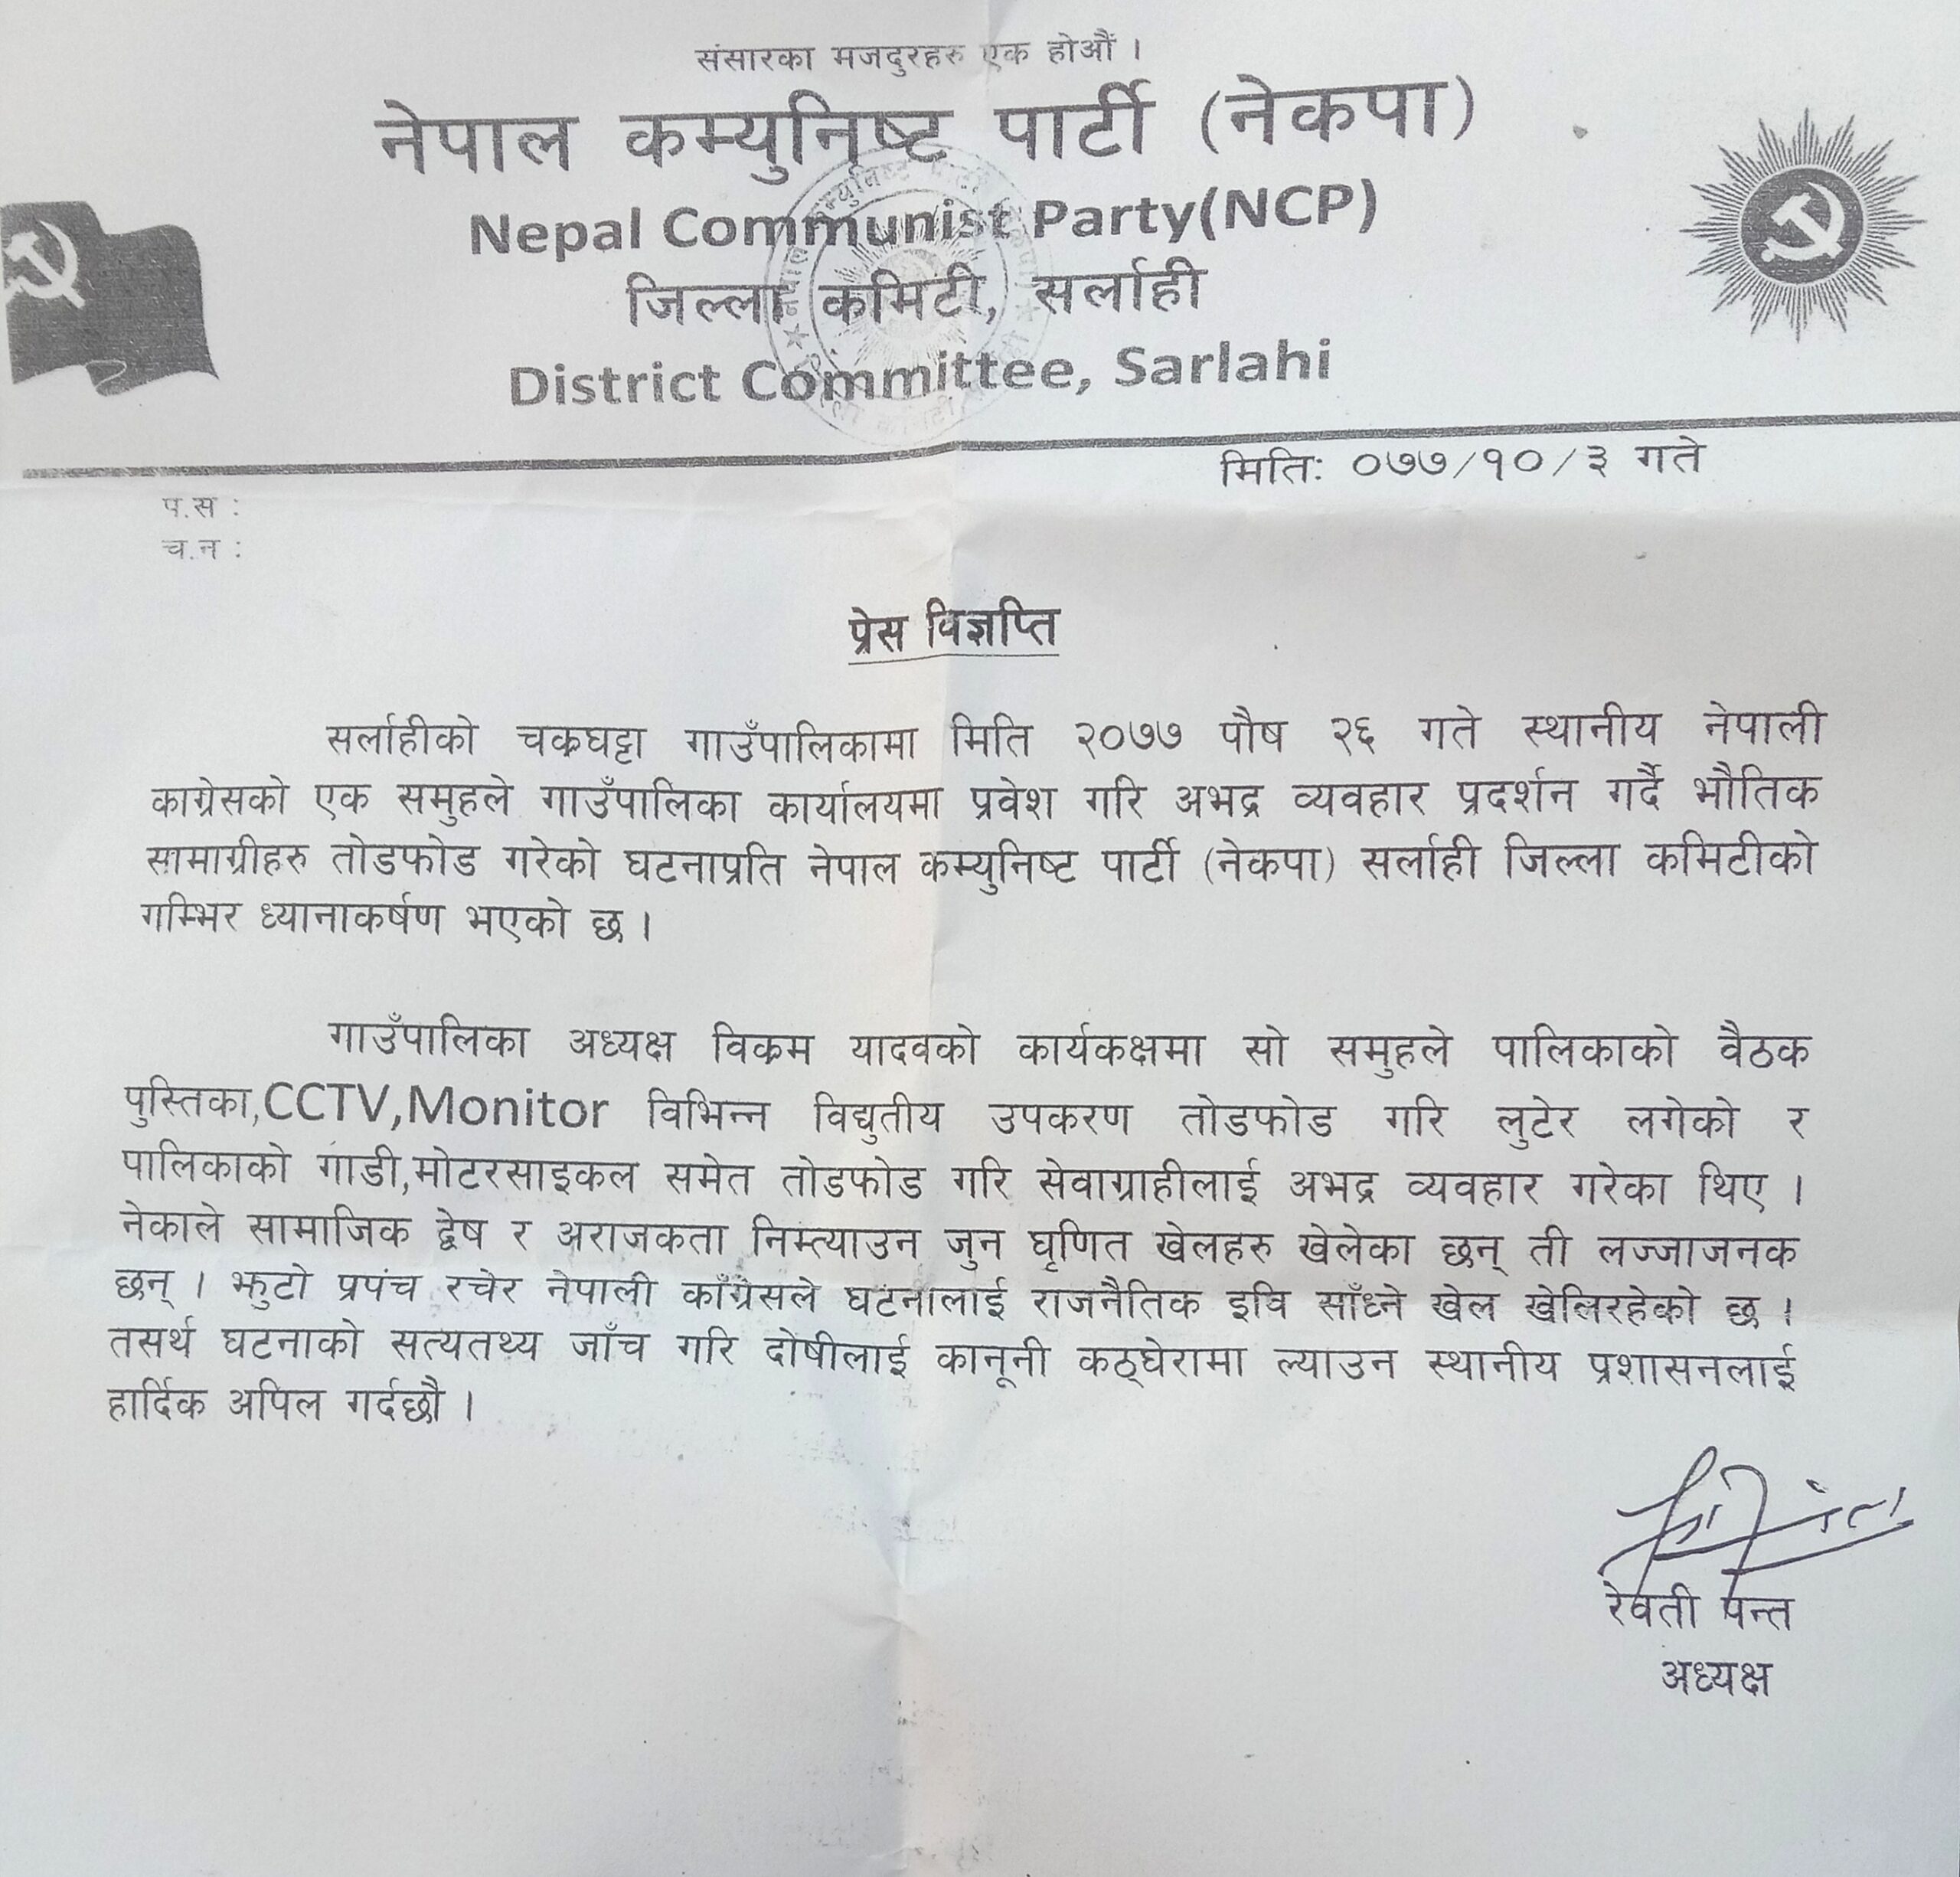 संसारका मजदुरहरु एक होऔं ।
नेपाल कम्युनिष्ट पार्टी (नेकपा)
Nepal Communist Party(NCP)
जिल्ला कमिटी, सर्लाही
District Committee, Sarlahi
मिति: ०७७/१०/३ गते
प.स :
च.न :
प्रेस विज्ञप्ति
सर्लाहीको चक्रघट्टा गाउँपालिकामा मिति २०७७ पौष २६ गते स्थानीय नेपाली
काग्रेसको एक समुहले गाउँपालिका कार्यालयमा प्रवेश गरि अभद्र व्यवहार प्रदर्शन गर्दै भौतिक
सामाग्रीहरु तोडफोड गरेको घटनाप्रति नेपाल कम्युनिष्ट पार्टी (नेकपा) सर्लाही जिल्ला कमिटीको
गम्भिर ध्यानाकर्षण भएको छ ।
गाउँपालिका अध्यक्ष विक्रम यादवको कार्यकक्षमा सो समुहले पालिकाको वैठक
पुस्तिका,CCTV,Monitor विभिन्न विद्युतीय उपकरण तोडफोड गरि लुटेर लगेको र
पालिकाको गाडी,मोटरसाइकल समेत तोडफोड गरि सेवाग्राहीलाई अभद्र व्यवहार गरेका थिए ।
नेकाले सामाजिक द्वेष र अराजकता निम्त्याउन जुन घृणित खेलहरु खेलेका छन् ती लज्जाजनक
छन् । झुटो प्रपंच रचेर नेपाली काँग्रेसले घटनालाई राजनैतिक इवि साँध्ने खेल खेलिरहेको छ ।
तसर्थ घटनाको सत्यतथ्य जाँच गरि दोषीलाई कानूनी कठ्घेरामा ल्याउन स्थानीय प्रशासनलाई
हार्दिक अपिल गर्दछौ ।
रेवती पन्त
अध्यक्ष